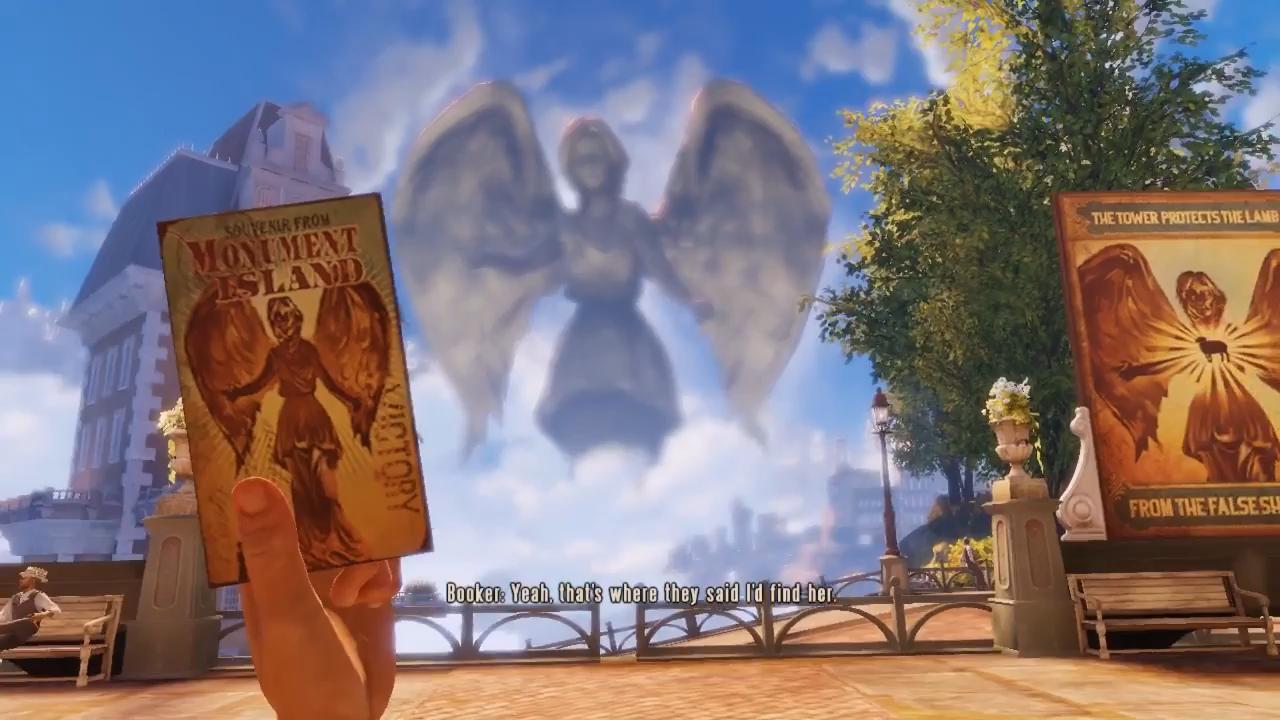 SOUVENIR FROM
MONUMENT
ISLAND
VICTORY
THE TOWER PROTECTS THE LAMB
FROM THE FALSE SH
Booker: Yeah, that's where they said I'd find her.